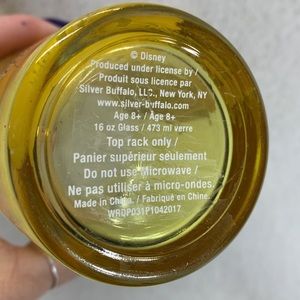 © Disney
Produced under license by /
Produit sous licence par
Silver Buffalo, LLC., New York, NY
www.silver-buffalo.com
Age 8+ / Âge 8+
16 oz Glass / 473 ml verre
Top rack only /
Panier supérieur seulement
Do not use Microwave /
Ne pas utiliser à micro-ondes.
Made in China. / Fabriqué en Chine.
WRDP031P1042017